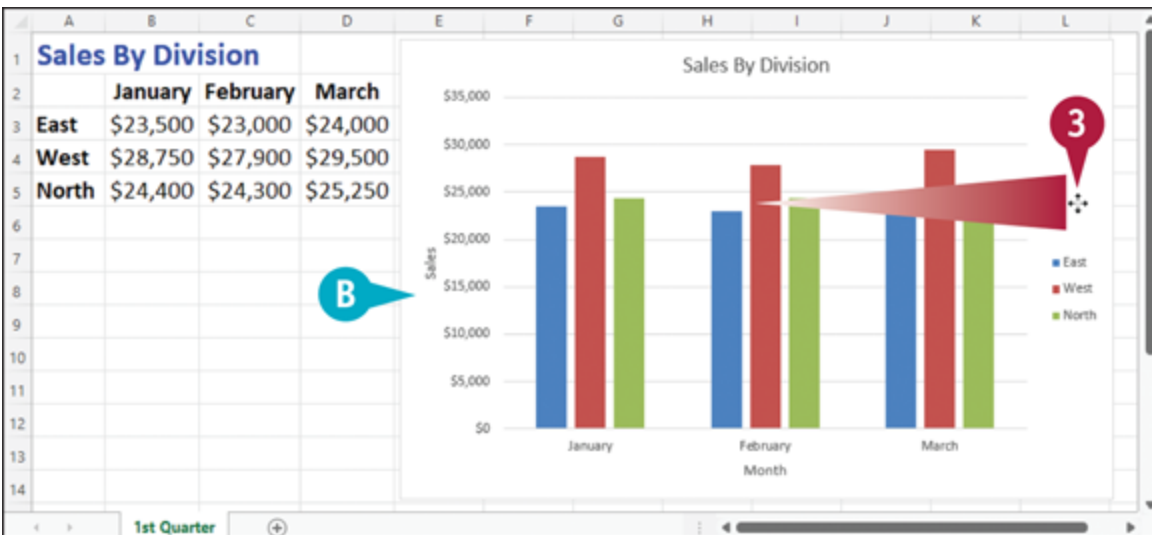 A B C D E F G H I J K L
1 Sales By Division
2 January February March
3 East $23,500 $23,000 $24,000
4 West $28,750 $27,900 $29,500
5 North $24,400 $24,300 $25,250
6
7
8
9
10
11
12
13
14
B
Sales By Division
$35,000
$30,000
$25,000
$20,000
$15,000
$10,000
$5,000
$0
Sales
January February March
Month
3
East
West
North
1st Quarter